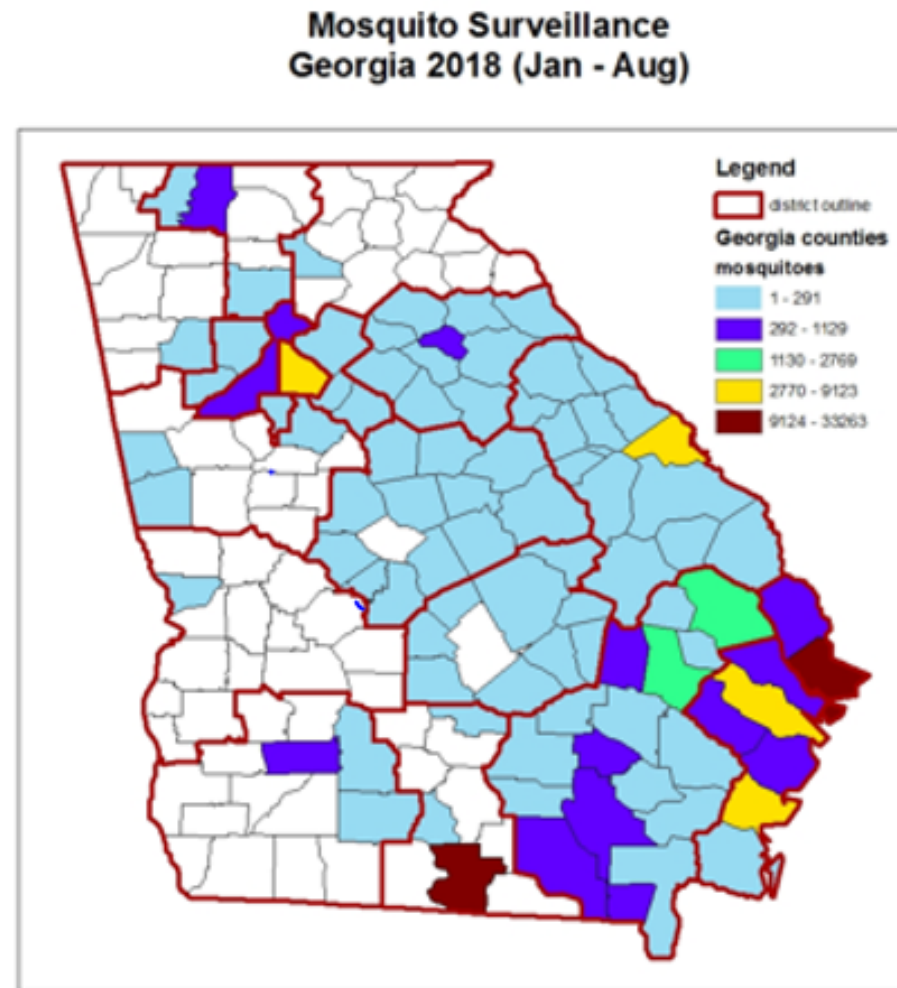 Mosquito Surveillance
Georgia 2018 (Jan - Aug)
Legend
district outline
Georgia counties
mosquitoes
1 - 291
292 - 1129
1130 - 2769
2770 - 9123
9124 - 33263